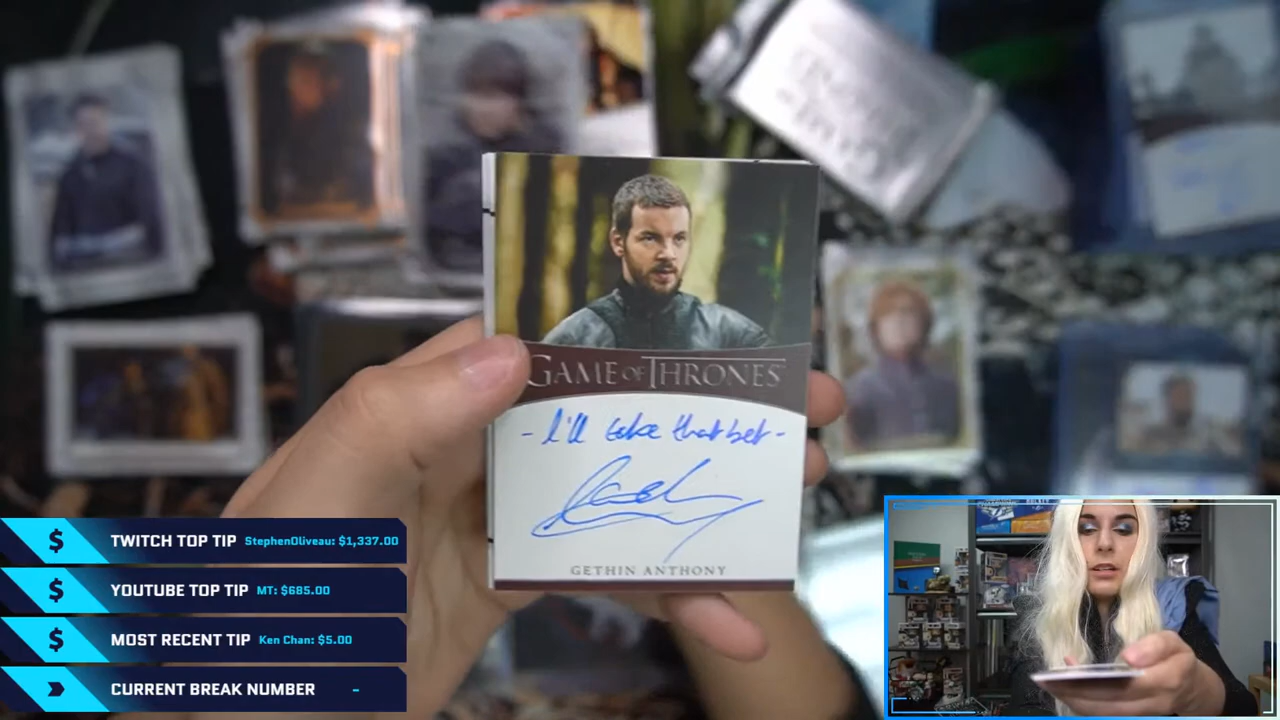 GAME OF THRONES
- I'll take that bet -
GETHIN ANTHONY
$ TWITCH TOP TIP StephenOliveau: $1,337.00
$ YOUTUBE TOP TIP MT: $685.00
$ MOST RECENT TIP Ken Chan: $5.00
CURRENT BREAK NUMBER -